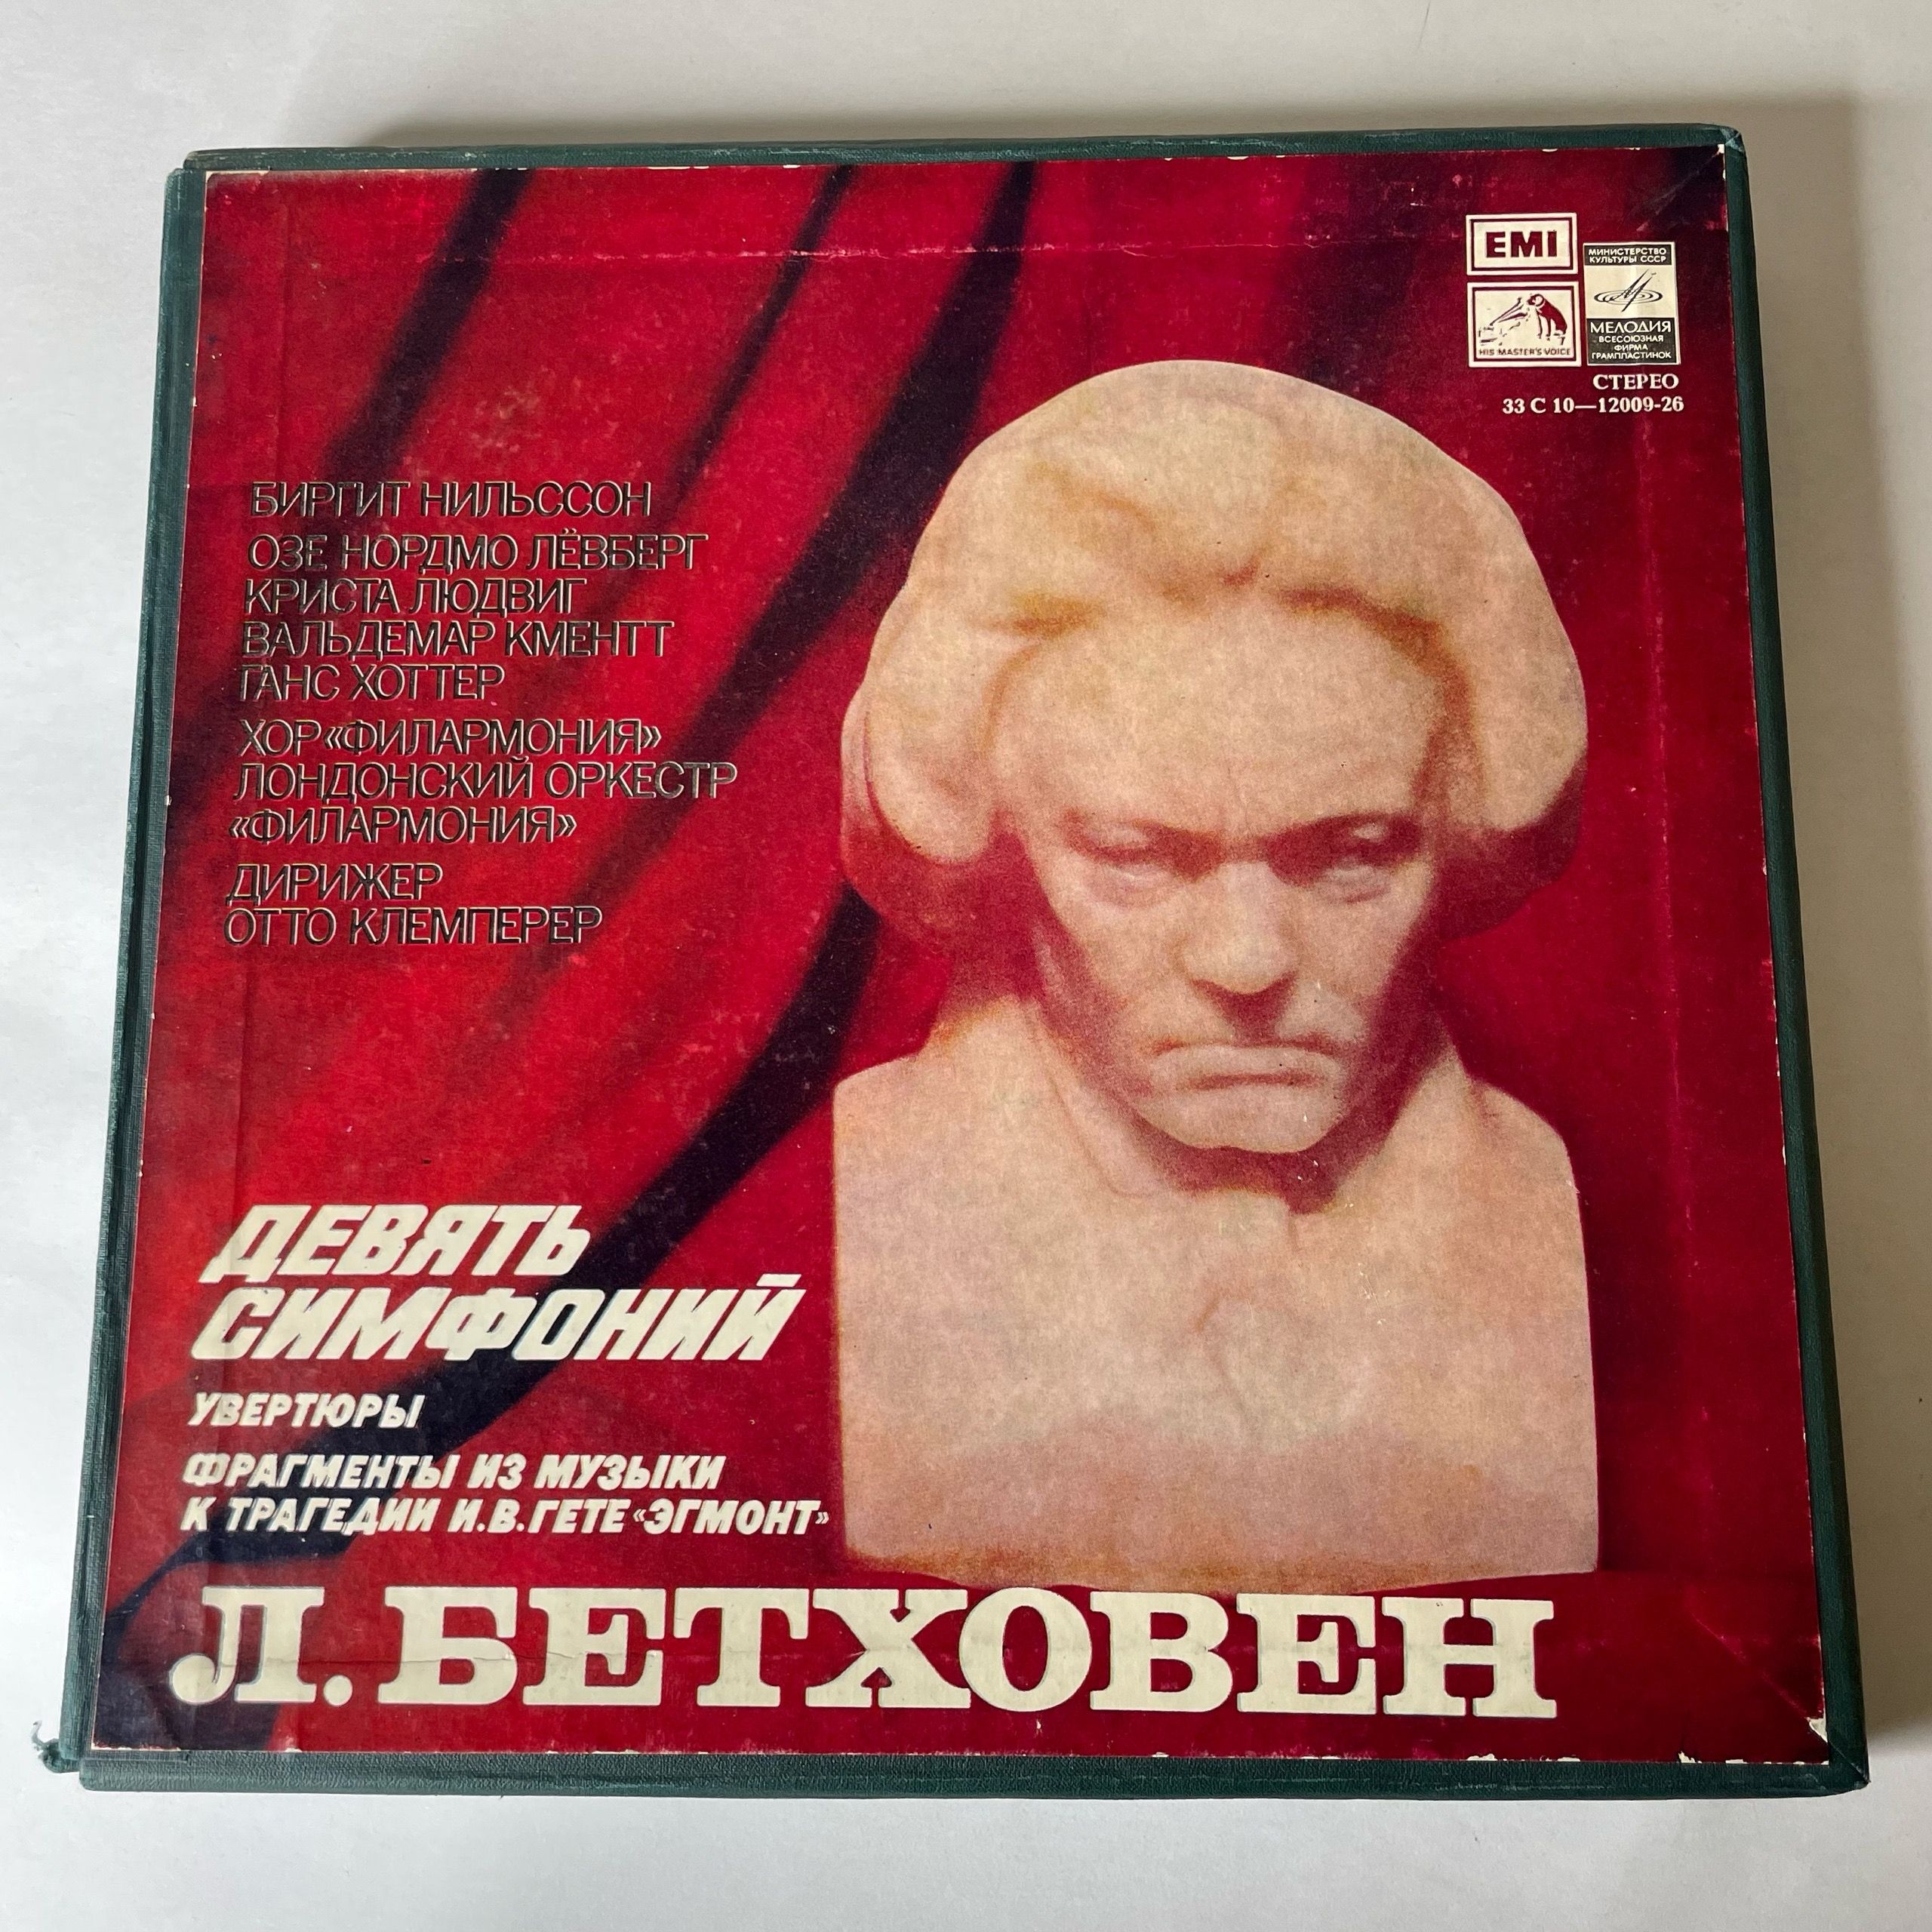 EMI
HIS MASTER'S VOICE
МИНИСТЕРСТВО
КУЛЬТУРЫ СССР
МЕЛОДИЯ
ВСЕСОЮЗНАЯ
ФИРМА
ГРАМПЛАСТИНОК
СТЕРЕО
33 С 10—12009-26
БИРГИТ НИЛЬССОН
ОЗЕ НОРДМО ЛЁВБЕРГ
КРИСТА ЛЮДВИГ
ВАЛЬДЕМАР КМЕНТТ
ГАНС ХОТТЕР
ХОР «ФИЛАРМОНИЯ»
ЛОНДОНСКИЙ ОРКЕСТР
«ФИЛАРМОНИЯ»
ДИРИЖЕР
ОТТО КЛЕМПЕРЕР
ДЕВЯТЬ
СИМФОНИЙ
УВЕРТЮРЫ
ФРАГМЕНТЫ ИЗ МУЗЫКИ
К ТРАГЕДИИ И.В.ГЕТЕ «ЭГМОНТ»
Л. БЕТХОВЕН